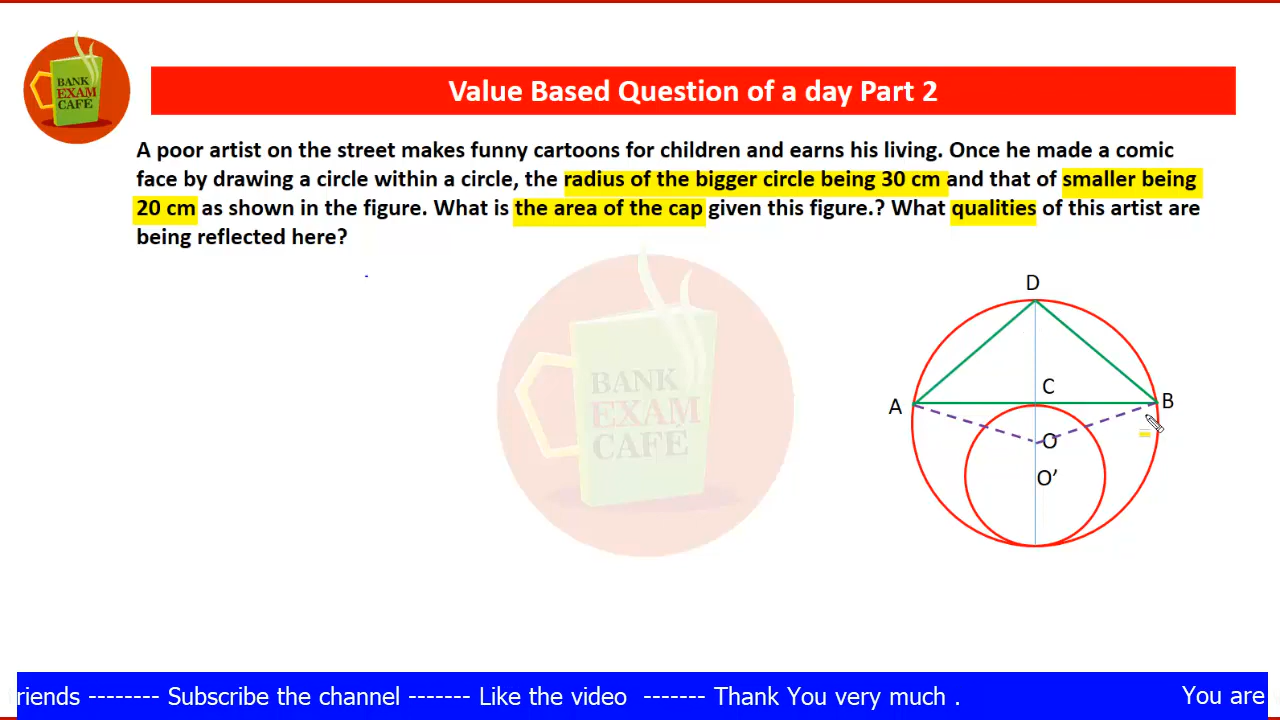 BANK
EXAM
CAFE
Value Based Question of a day Part 2
A poor artist on the street makes funny cartoons for children and earns his living. Once he made a comic
face by drawing a circle within a circle, the radius of the bigger circle being 30 cm and that of smaller being
20 cm as shown in the figure. What is the area of the cap given this figure.? What qualities of this artist are
being reflected here?
BANK
EXAM
CAFÉ
D
C
A
B
O
O’
riends -------- Subscribe the channel ------- Like the video ------- Thank You very much .
You are